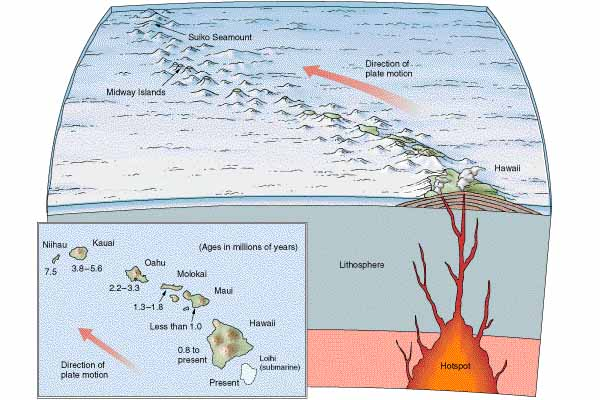 Suiko Seamount
Direction of
plate motion
Midway Islands
Hawaii
Lithosphere
Hotspot
(Ages in millions of years)
Niihau
Kauai
7.5
3.8–5.6
Oahu
2.2–3.3
Molokai
1.3–1.8
Maui
Less than 1.0
Hawaii
0.8 to
present
Loihi
(submarine)
Present
Direction of
plate motion